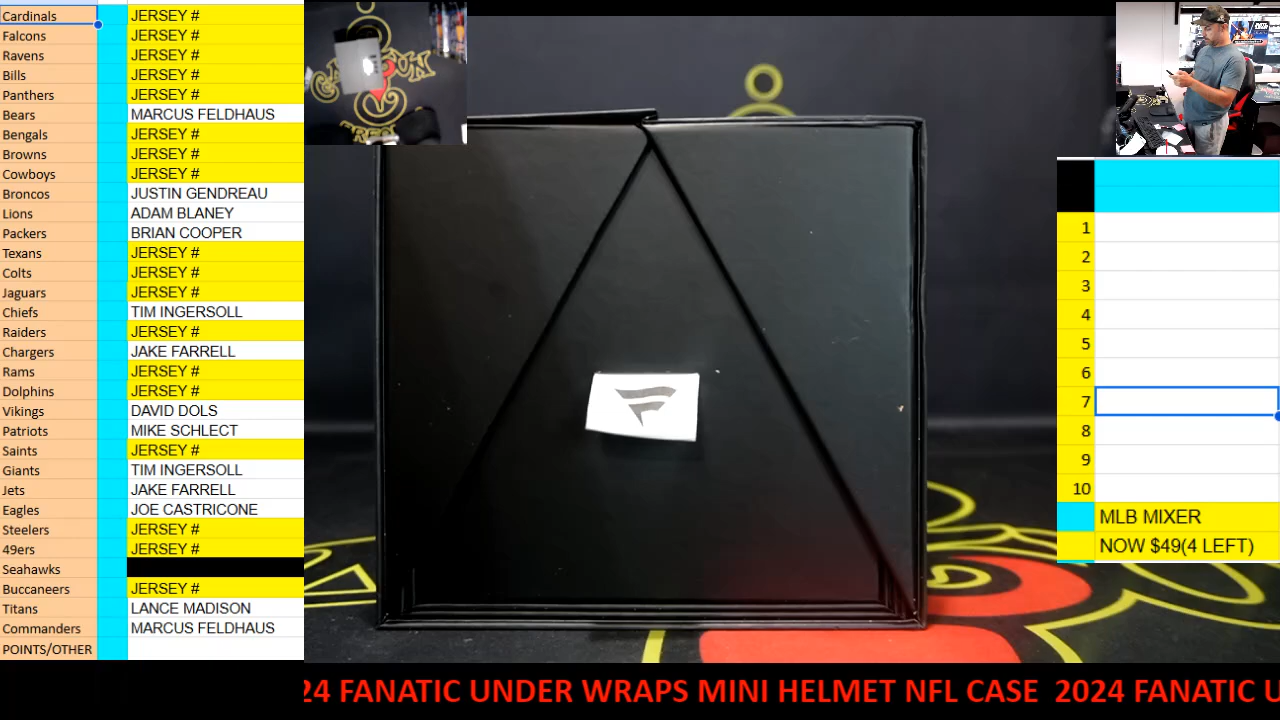 Cardinals JERSEY #
Falcons JERSEY #
Ravens JERSEY #
Bills JERSEY #
Panthers JERSEY #
Bears MARCUS FELDHAUS
Bengals JERSEY #
Browns JERSEY #
Cowboys JERSEY #
Broncos JUSTIN GENDREAU
Lions ADAM BLANEY
Packers BRIAN COOPER
Texans JERSEY #
Colts JERSEY #
Jaguars JERSEY #
Chiefs TIM INGERSOLL
Raiders JERSEY #
Chargers JAKE FARRELL
Rams JERSEY #
Dolphins JERSEY #
Vikings DAVID DOLS
Patriots MIKE SCHLECT
Saints JERSEY #
Giants TIM INGERSOLL
Jets JAKE FARRELL
Eagles JOE CASTRICONE
Steelers JERSEY #
49ers JERSEY #
Seahawks
Buccaneers JERSEY #
Titans LANCE MADISON
Commanders MARCUS FELDHAUS
POINTS/OTHER
1
2
3
4
5
6
7
8
9
10
MLB MIXER
NOW $49(4 LEFT)
24 FANATIC UNDER WRAPS MINI HELMET NFL CASE 2024 FANATIC U